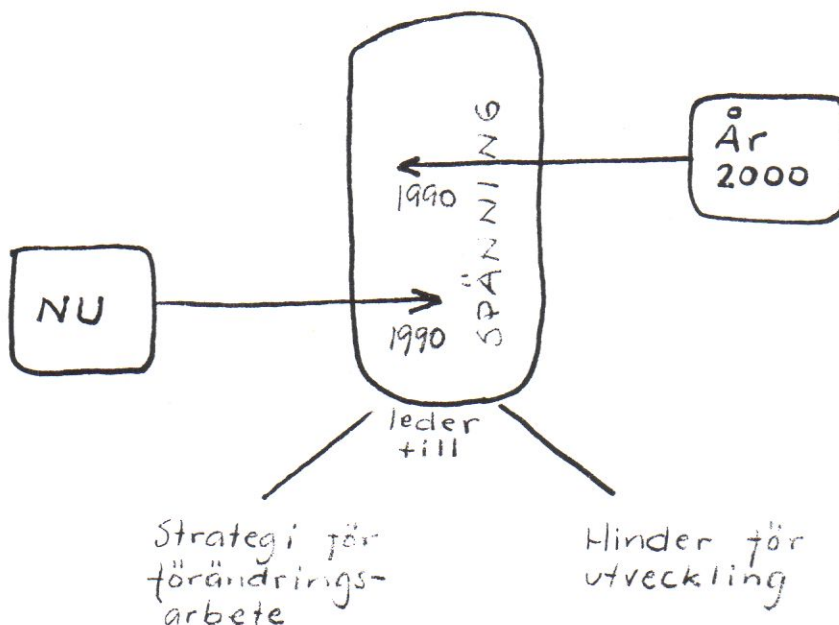 År
2000
1990
SPÄNNING
NU
1990
leder
till
Strategi för
förändrings-
arbete
Hinder för
utveckling